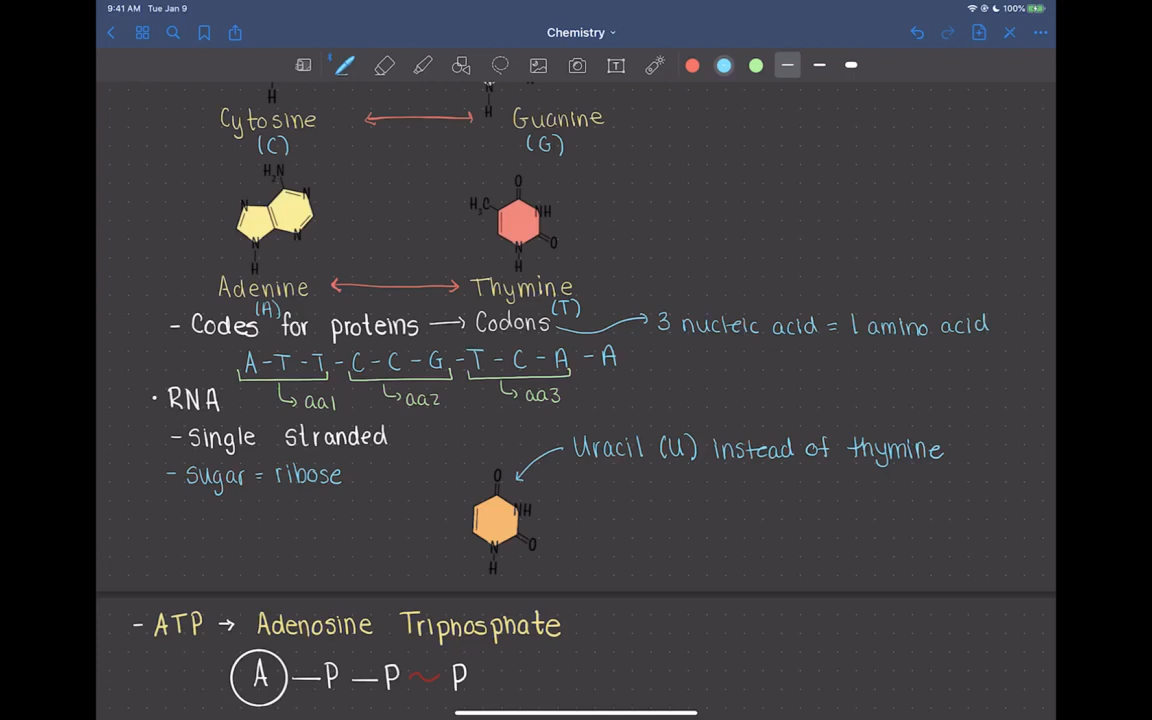 9:41 AM Tue Jan 9
100%
Chemistry
H
N
H
Cytosine Guanine
(C) (G)
H₂N
N N
N N
H
O
H₃C NH
N O
H
Adenine Thymine
(A) (T)
- Codes for proteins → Codons → 3 nucleic acid = 1 amino acid
A - T - T - C - C - G - T - C - A - A
aa1 aa2 aa3
• RNA
- Single stranded
Uracil (U) Instead of thymine
- sugar = ribose
O
NH
N O
H
- ATP → Adenosine Triphosphate
A — P — P ~ P